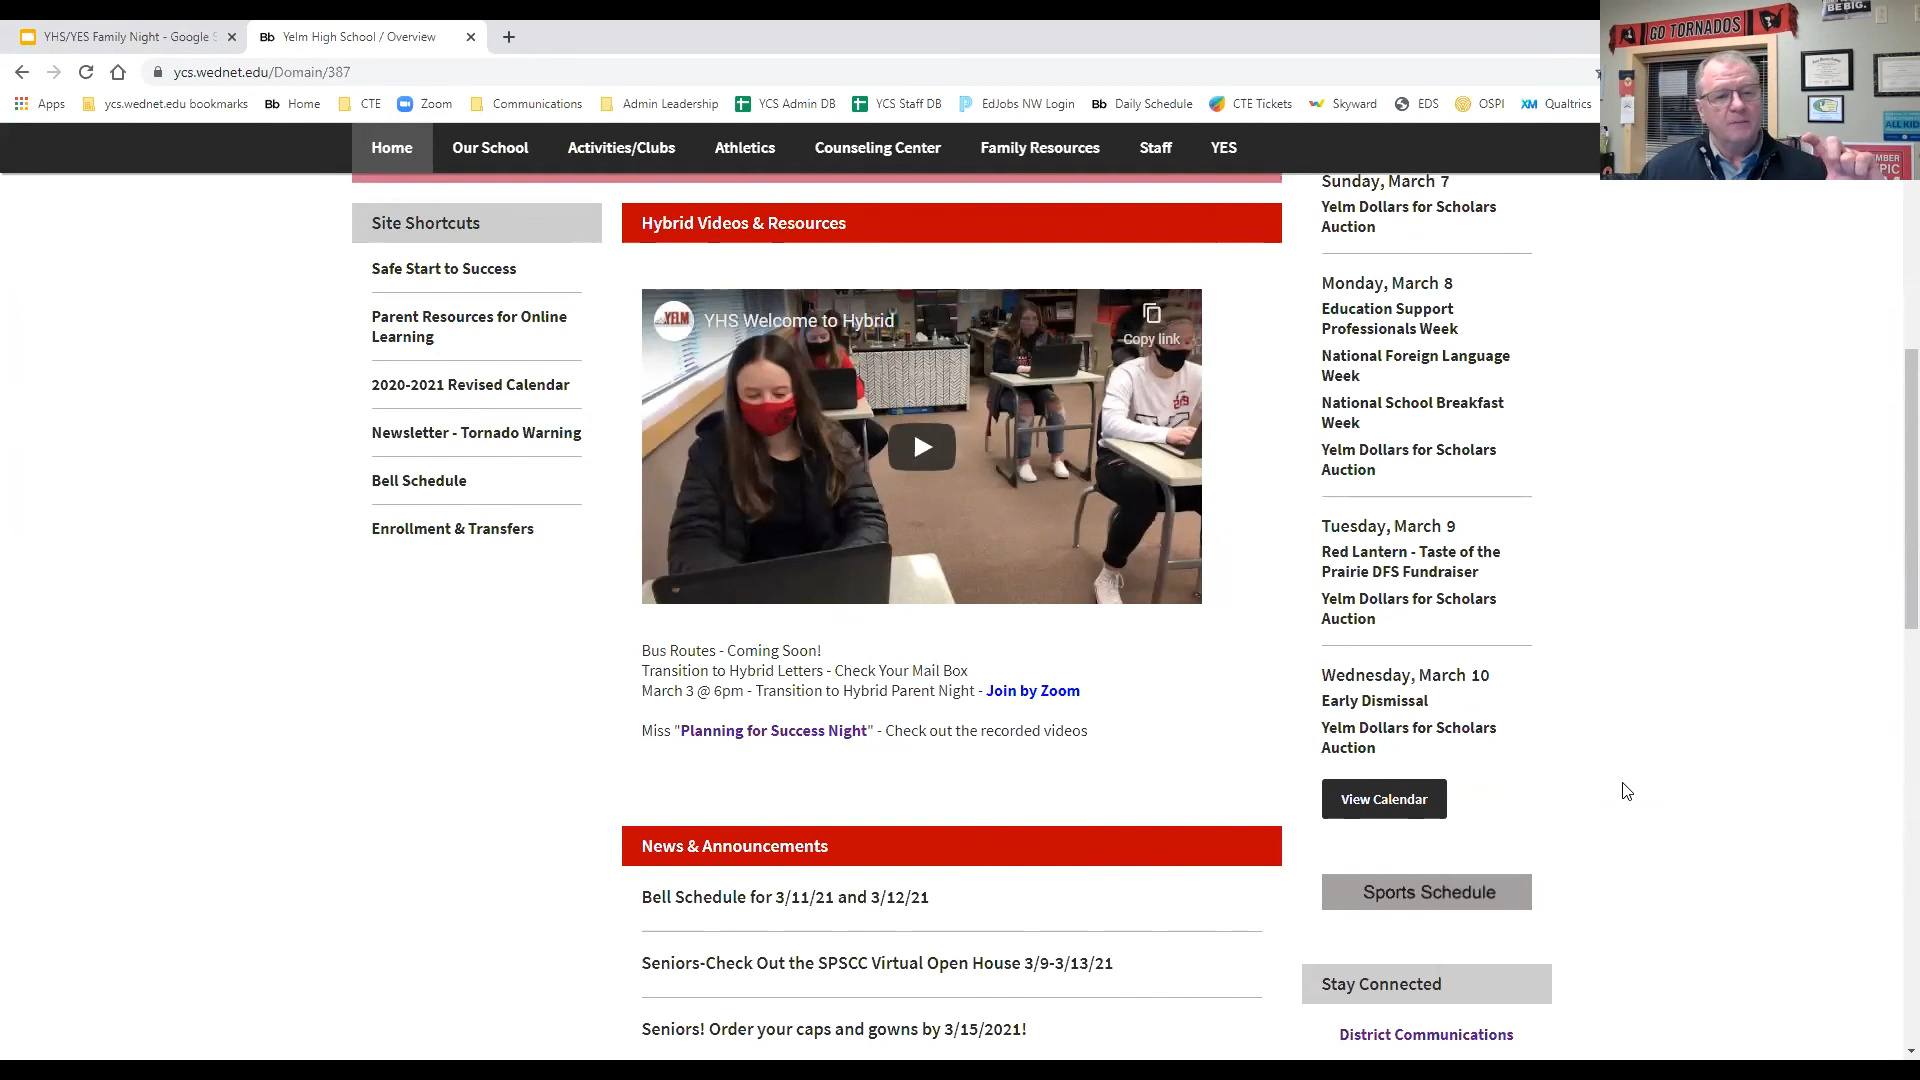 YHS/YES Family Night - Google S
Bb Yelm High School / Overview
ycs.wednet.edu/Domain/387
Apps
ycs.wednet.edu bookmarks
Bb Home
CTE
Zoom
Communications
Admin Leadership
YCS Admin DB
YCS Staff DB
EdJobs NW Login
Bb Daily Schedule
CTE Tickets
Skyward
EDS
OSPI
XM Qualtrics
GO TORNADOS
BE BIG.
ALL KID
MBER
PIC
Home
Our School
Activities/Clubs
Athletics
Counseling Center
Family Resources
Staff
YES
Site Shortcuts
Safe Start to Success
Parent Resources for Online
Learning
2020-2021 Revised Calendar
Newsletter - Tornado Warning
Bell Schedule
Enrollment & Transfers
Hybrid Videos & Resources
YELM
YHS Welcome to Hybrid
Copy link
Bus Routes - Coming Soon!
Transition to Hybrid Letters - Check Your Mail Box
March 3 @ 6pm - Transition to Hybrid Parent Night - Join by Zoom
Miss "Planning for Success Night" - Check out the recorded videos
News & Announcements
Bell Schedule for 3/11/21 and 3/12/21
Seniors-Check Out the SPSCC Virtual Open House 3/9-3/13/21
Seniors! Order your caps and gowns by 3/15/2021!
Sunday, March 7
Yelm Dollars for Scholars
Auction
Monday, March 8
Education Support
Professionals Week
National Foreign Language
Week
National School Breakfast
Week
Yelm Dollars for Scholars
Auction
Tuesday, March 9
Red Lantern - Taste of the
Prairie DFS Fundraiser
Yelm Dollars for Scholars
Auction
Wednesday, March 10
Early Dismissal
Yelm Dollars for Scholars
Auction
View Calendar
Sports Schedule
Stay Connected
District Communications